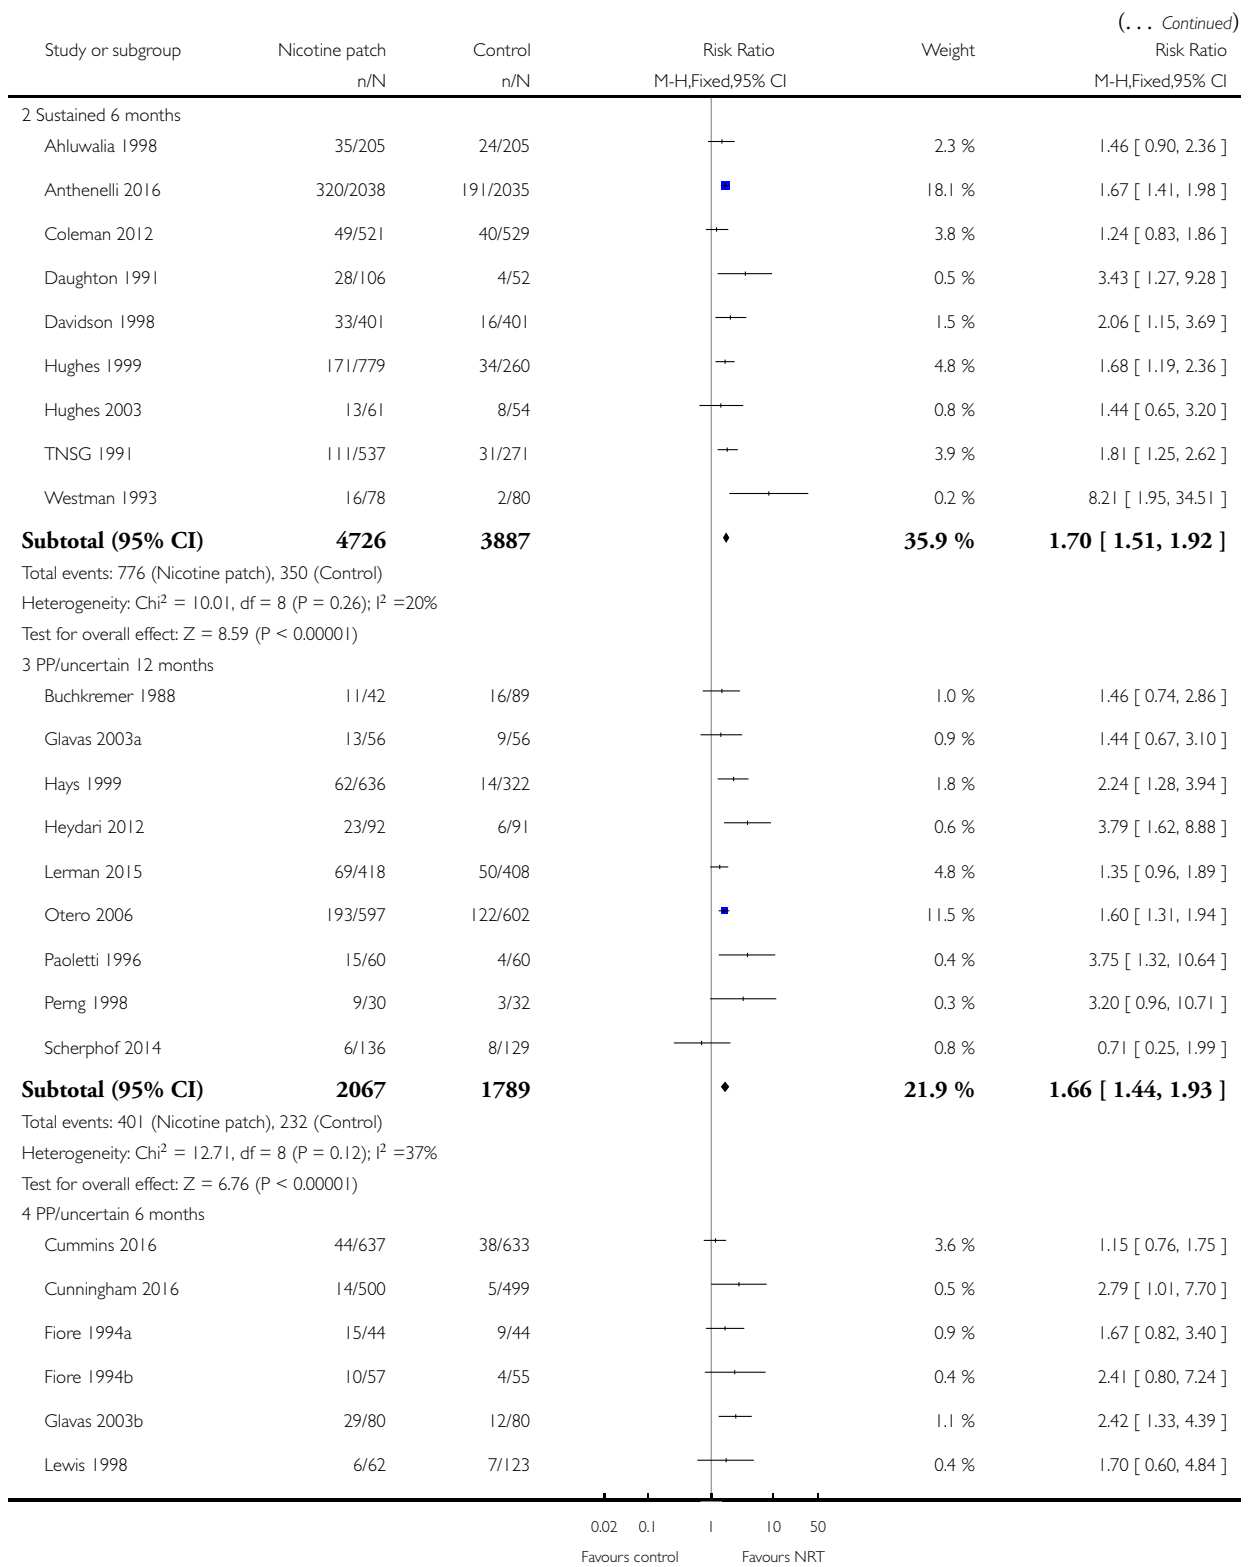 (... Continued)
Study or subgroup Nicotine patch Control Risk Ratio Weight Risk Ratio
n/N n/N M-H,Fixed,95% CI M-H,Fixed,95% CI
2 Sustained 6 months
Ahluwalia 1998 35/205 24/205 2.3 % 1.46 [ 0.90, 2.36 ]
Anthenelli 2016 320/2038 191/2035 18.1 % 1.67 [ 1.41, 1.98 ]
Coleman 2012 49/521 40/529 3.8 % 1.24 [ 0.83, 1.86 ]
Daughton 1991 28/106 4/52 0.5 % 3.43 [ 1.27, 9.28 ]
Davidson 1998 33/401 16/401 1.5 % 2.06 [ 1.15, 3.69 ]
Hughes 1999 171/779 34/260 4.8 % 1.68 [ 1.19, 2.36 ]
Hughes 2003 13/61 8/54 0.8 % 1.44 [ 0.65, 3.20 ]
TNSG 1991 111/537 31/271 3.9 % 1.81 [ 1.25, 2.62 ]
Westman 1993 16/78 2/80 0.2 % 8.21 [ 1.95, 34.51 ]
Subtotal (95% CI) 4726 3887 35.9 % 1.70 [ 1.51, 1.92 ]
Total events: 776 (Nicotine patch), 350 (Control)
Heterogeneity: Chi² = 10.01, df = 8 (P = 0.26); I² =20%
Test for overall effect: Z = 8.59 (P < 0.00001)
3 PP/uncertain 12 months
Buchkremer 1988 11/42 16/89 1.0 % 1.46 [ 0.74, 2.86 ]
Glavas 2003a 13/56 9/56 0.9 % 1.44 [ 0.67, 3.10 ]
Hays 1999 62/636 14/322 1.8 % 2.24 [ 1.28, 3.94 ]
Heydari 2012 23/92 6/91 0.6 % 3.79 [ 1.62, 8.88 ]
Lerman 2015 69/418 50/408 4.8 % 1.35 [ 0.96, 1.89 ]
Otero 2006 193/597 122/602 11.5 % 1.60 [ 1.31, 1.94 ]
Paoletti 1996 15/60 4/60 0.4 % 3.75 [ 1.32, 10.64 ]
Perng 1998 9/30 3/32 0.3 % 3.20 [ 0.96, 10.71 ]
Scherphof 2014 6/136 8/129 0.8 % 0.71 [ 0.25, 1.99 ]
Subtotal (95% CI) 2067 1789 21.9 % 1.66 [ 1.44, 1.93 ]
Total events: 401 (Nicotine patch), 232 (Control)
Heterogeneity: Chi² = 12.71, df = 8 (P = 0.12); I² =37%
Test for overall effect: Z = 6.76 (P < 0.00001)
4 PP/uncertain 6 months
Cummins 2016 44/637 38/633 3.6 % 1.15 [ 0.76, 1.75 ]
Cunningham 2016 14/500 5/499 0.5 % 2.79 [ 1.01, 7.70 ]
Fiore 1994a 15/44 9/44 0.9 % 1.67 [ 0.82, 3.40 ]
Fiore 1994b 10/57 4/55 0.4 % 2.41 [ 0.80, 7.24 ]
Glavas 2003b 29/80 12/80 1.1 % 2.42 [ 1.33, 4.39 ]
Lewis 1998 6/62 7/123 0.4 % 1.70 [ 0.60, 4.84 ]
0.02 0.1 1 10 50
Favours control Favours NRT